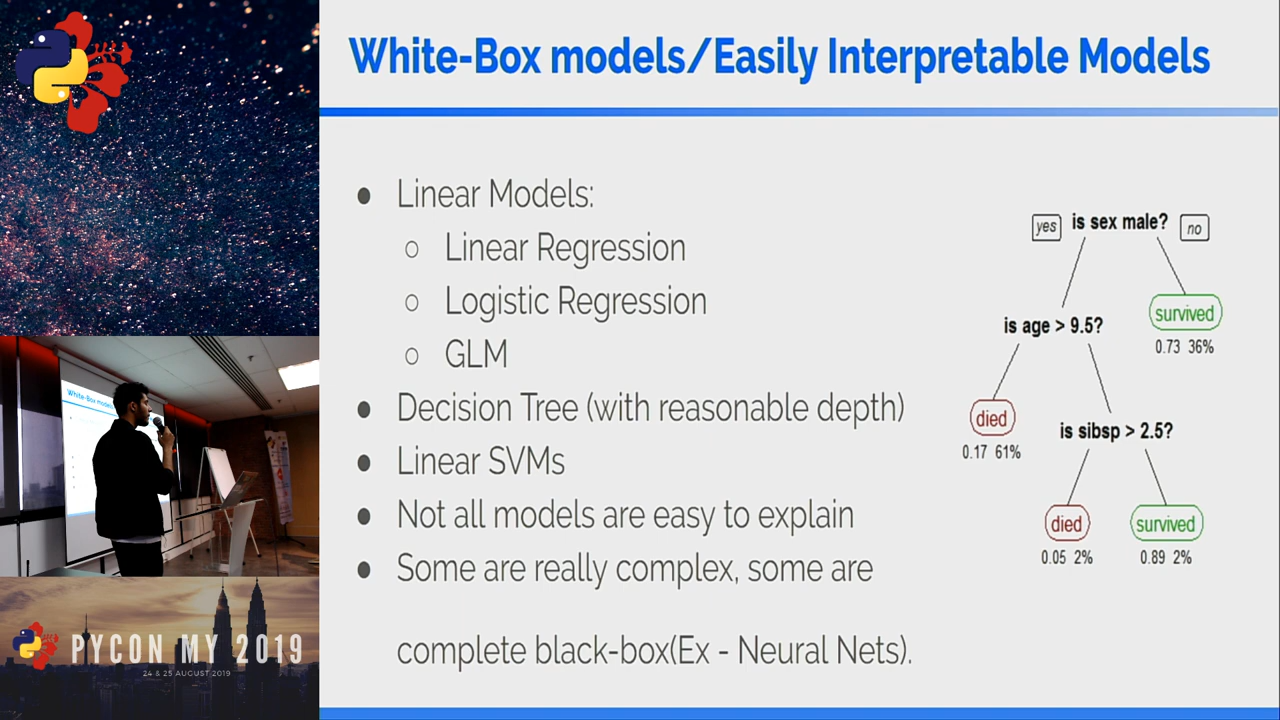 White-Box models/Easily Interpretable Models
● Linear Models:
○ Linear Regression
○ Logistic Regression
○ GLM
● Decision Tree (with reasonable depth)
● Linear SVMs
● Not all models are easy to explain
● Some are really complex, some are
complete black-box(Ex - Neural Nets).
yes is sex male? no
is age > 9.5?
survived
0.73 36%
died
0.17 61%
is sibsp > 2.5?
died
0.05 2%
survived
0.89 2%
White-Box models
PYCON MY 2019
24 & 25 AUGUST 2019